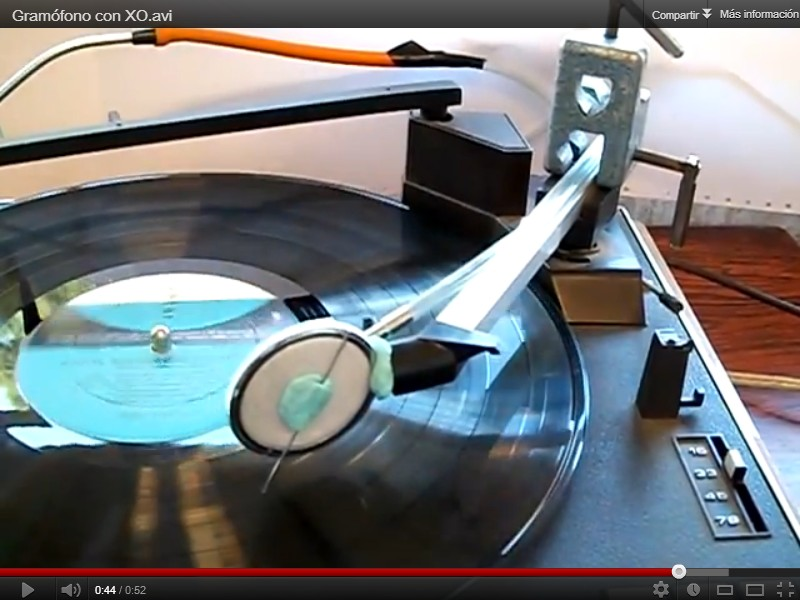 Gramófono con XO.avi
Compartir
Más información
16
33
45
78
0:44 / 0:52